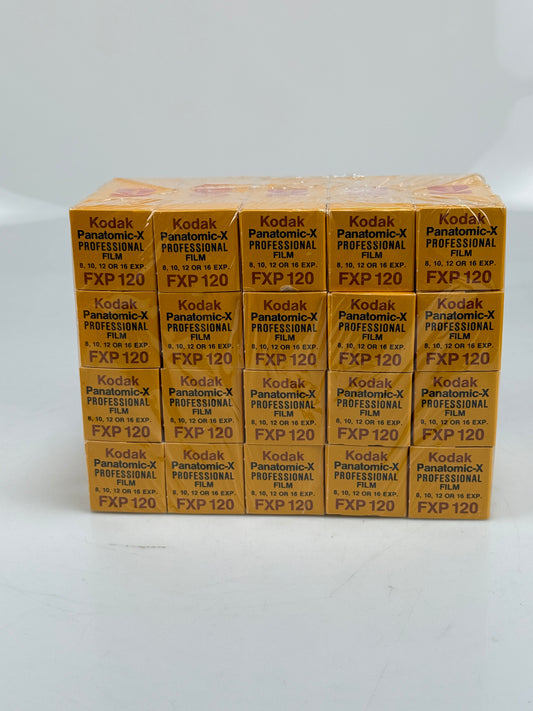 Kodak
Panatomic-X
PROFESSIONAL
FILM
8, 10, 12 OR 16 EXP.
FXP 120
Kodak
Panatomic-X
PROFESSIONAL
FILM
8, 10, 12 OR 16 EXP.
FXP 120
Kodak
Panatomic-X
PROFESSIONAL
FILM
8, 10, 12 OR 16 EXP.
FXP 120
Kodak
Panatomic-X
PROFESSIONAL
FILM
8, 10, 12 OR 16 EXP.
FXP 120
Kodak
Panatomic-X
PROFESSIONAL
FILM
8, 10, 12 OR 16 EXP.
FXP 120
Kodak
Panatomic-X
PROFESSIONAL
FILM
8, 10, 12 OR 16 EXP.
FXP 120
Kodak
Panatomic-X
PROFESSIONAL
FILM
8, 10, 12 OR 16 EXP.
FXP 120
Kodak
Panatomic-X
PROFESSIONAL
FILM
8, 10, 12 OR 16 EXP.
FXP 120
Kodak
Panatomic-X
PROFESSIONAL
FILM
8, 10, 12 OR 16 EXP.
FXP 120
Kodak
Panatomic-X
PROFESSIONAL
FILM
8, 10, 12 OR 16 EXP.
FXP 120
Kodak
Panatomic-X
PROFESSIONAL
FILM
8, 10, 12 OR 16 EXP.
FXP 120
Kodak
Panatomic-X
PROFESSIONAL
FILM
8, 10, 12 OR 16 EXP.
FXP 120
Kodak
Panatomic-X
PROFESSIONAL
FILM
8, 10, 12 OR 16 EXP.
FXP 120
Kodak
Panatomic-X
PROFESSIONAL
FILM
8, 10, 12 OR 16 EXP.
FXP 120
Kodak
Panatomic-X
PROFESSIONAL
FILM
8, 10, 12 OR 16 EXP.
FXP 120
Kodak
Panatomic-X
PROFESSIONAL
FILM
8, 10, 12 OR 16 EXP.
FXP 120
Kodak
Panatomic-X
PROFESSIONAL
FILM
8, 10, 12 OR 16 EXP.
FXP 120
Kodak
Panatomic-X
PROFESSIONAL
FILM
8, 10, 12 OR 16 EXP.
FXP 120
Kodak
Panatomic-X
PROFESSIONAL
FILM
8, 10, 12 OR 16 EXP.
FXP 120
Kodak
Panatomic-X
PROFESSIONAL
FILM
8, 10, 12 OR 16 EXP.
FXP 120